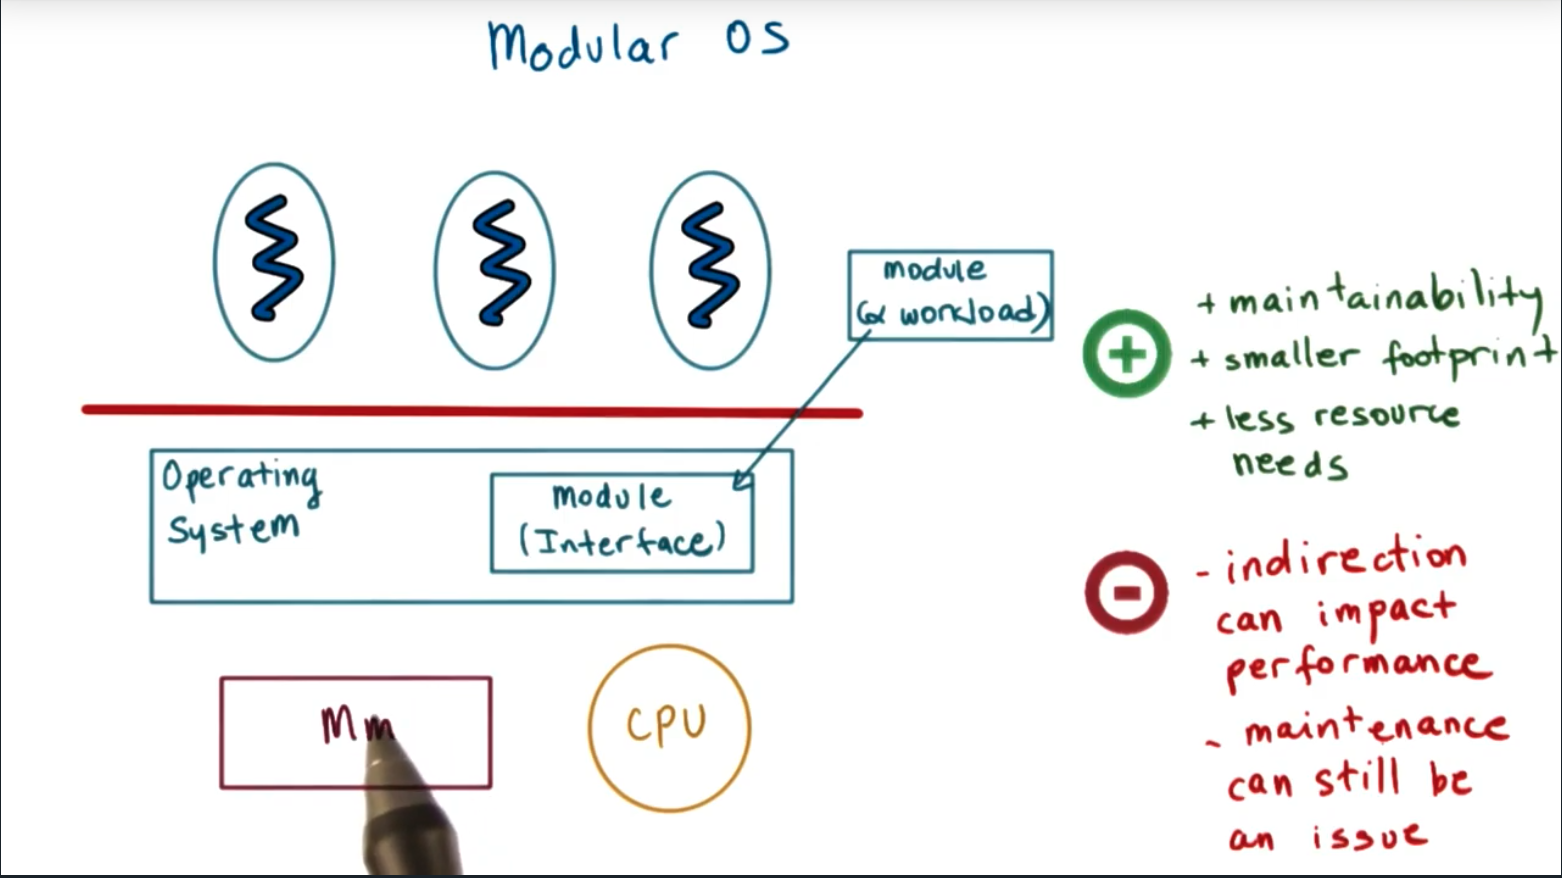 Modular OS
module
(α workload)
Operating
System
module
(Interface)
Mm
CPU
+ maintainability
+ smaller footprint
+ less resource
needs
- indirection
can impact
performance
- maintenance
can still be
an issue